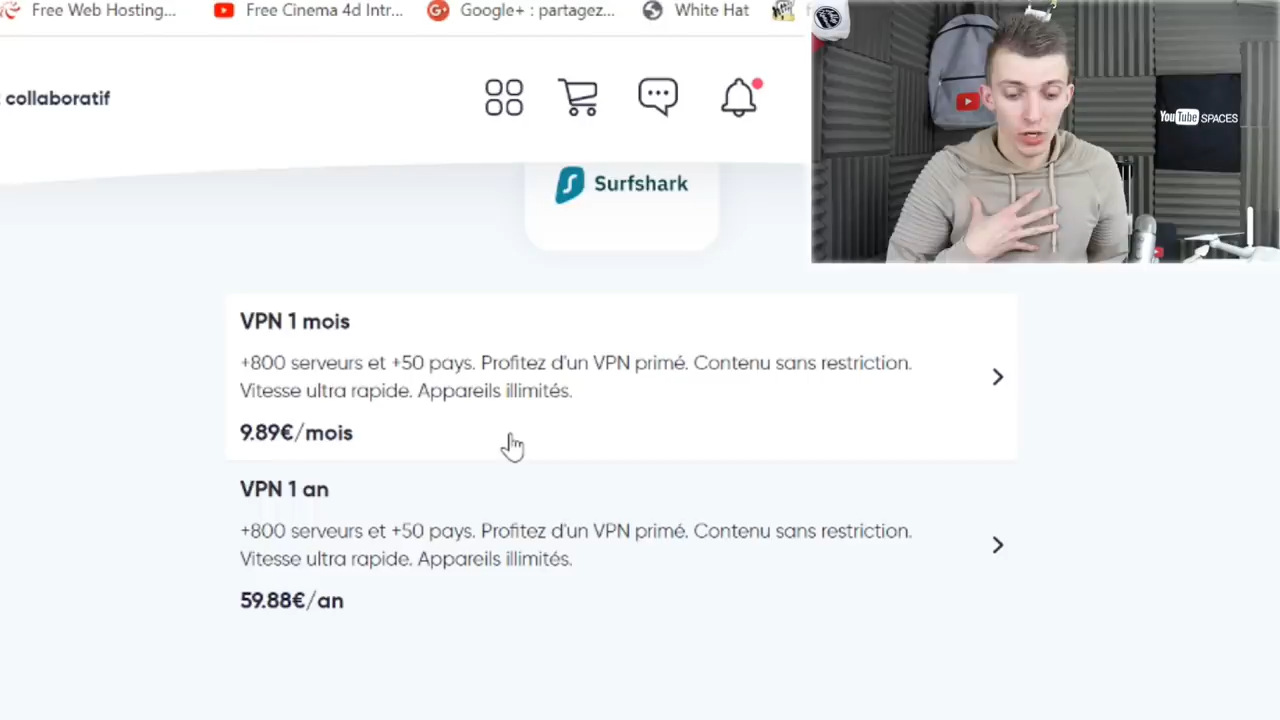 Free Web Hosting...
Free Cinema 4d Intr...
Google+ : partagez...
White Hat
collaboratif
YouTube SPACES
Surfshark
VPN 1 mois
+800 serveurs et +50 pays. Profitez d'un VPN primé. Contenu sans restriction.
Vitesse ultra rapide. Appareils illimités.
9.89€/mois
VPN 1 an
+800 serveurs et +50 pays. Profitez d'un VPN primé. Contenu sans restriction.
Vitesse ultra rapide. Appareils illimités.
59.88€/an